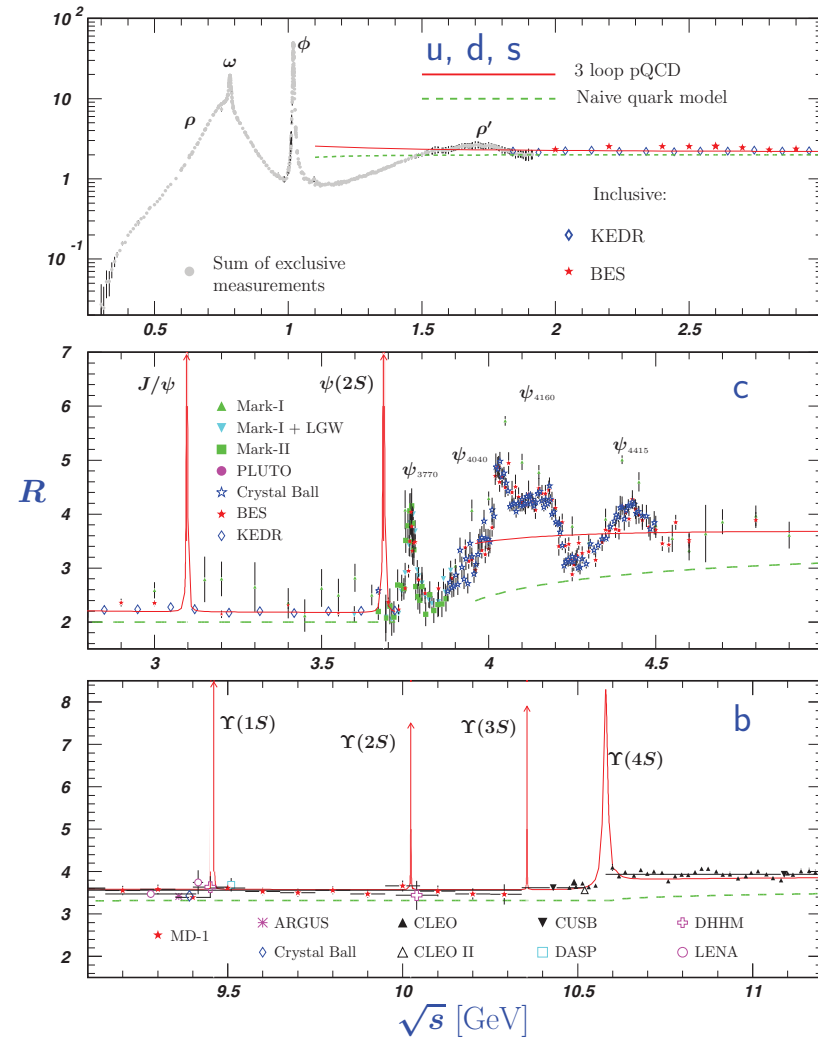 10²
10
1
10⁻¹
u, d, s
3 loop pQCD
Naive quark model
ρ
ω
ϕ
ρ′
Inclusive:
KEDR
BES
Sum of exclusive
measurements
0.5
1
1.5
2
2.5
R
7
6
5
4
3
2
c
J/ψ
ψ(2S)
Mark-I
Mark-I + LGW
Mark-II
PLUTO
Crystal Ball
BES
KEDR
ψ₃₇₇₀
ψ₄₀₄₀
ψ₄₁₆₀
ψ₄₄₁₅
3
3.5
4
4.5
8
7
6
5
4
3
2
b
ϒ(1S)
ϒ(2S)
ϒ(3S)
ϒ(4S)
MD-1
ARGUS
Crystal Ball
CLEO
CLEO II
CUSB
DASP
DHHM
LENA
9.5
10
10.5
11
√s [GeV]